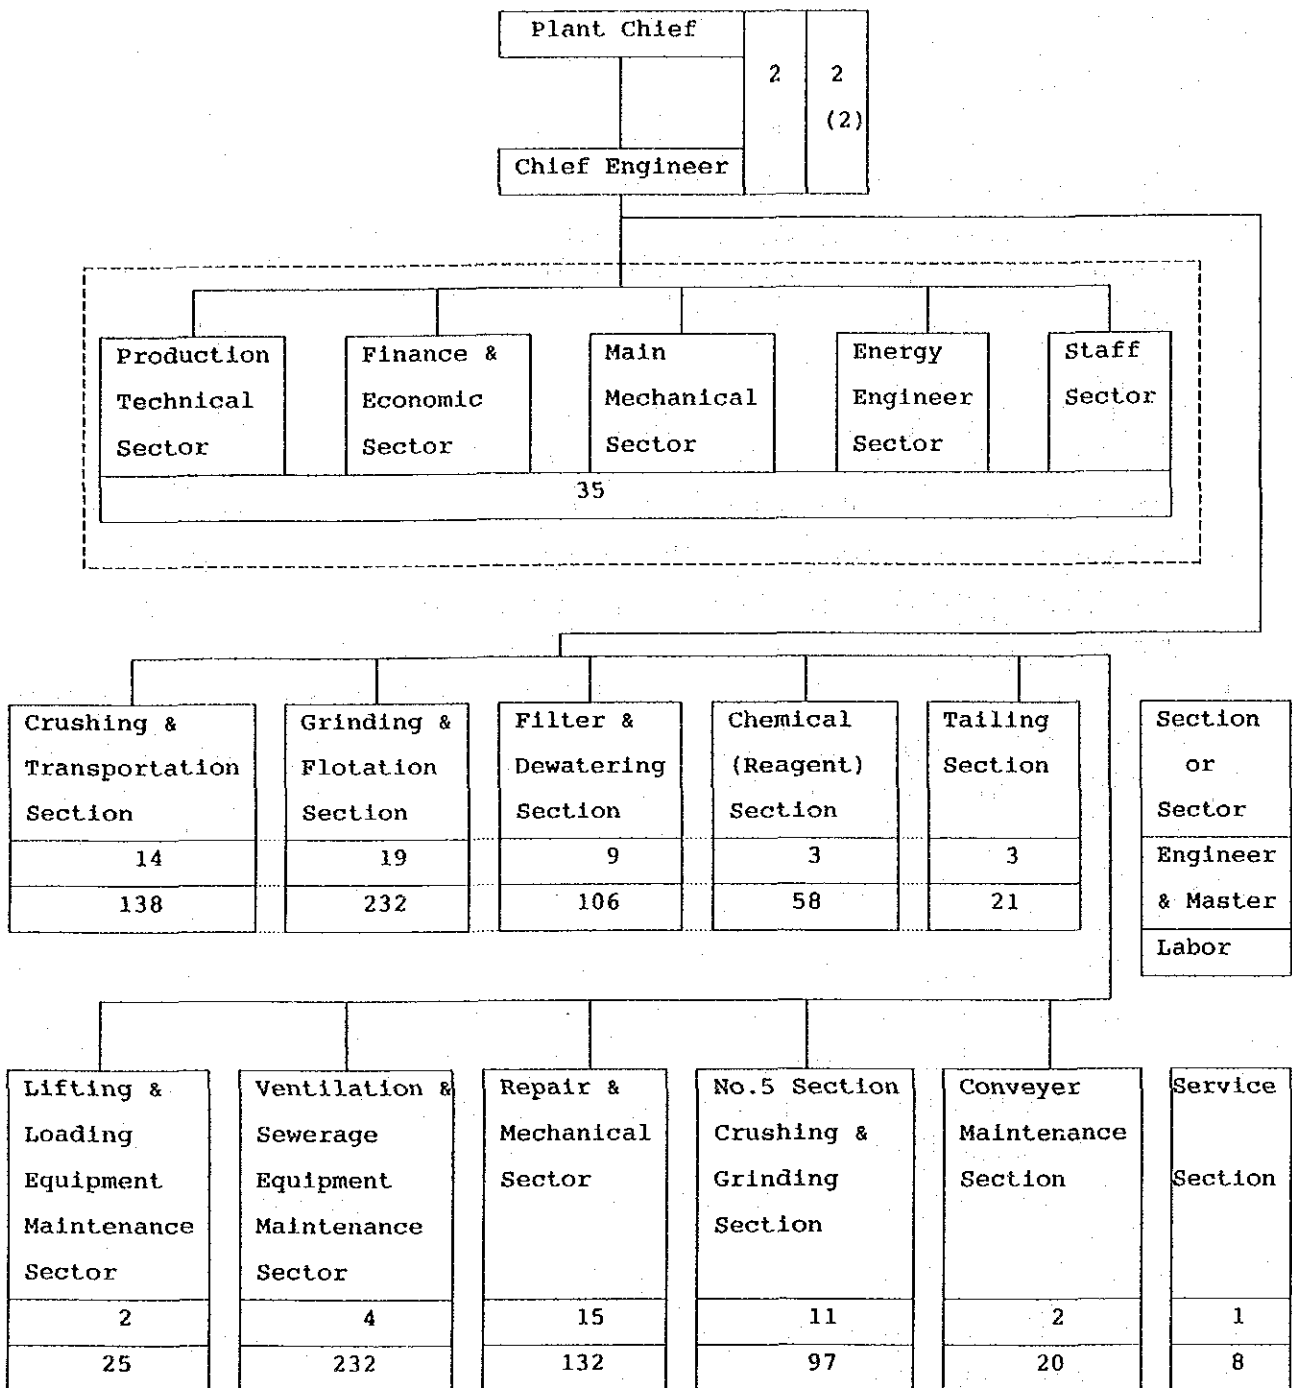 Plant Chief
2
2
(2)
Chief Engineer
Production
Technical
Sector
Finance &
Economic
Sector
Main
Mechanical
Sector
Energy
Engineer
Sector
Staff
Sector
35
Crushing &
Transportation
Section
14
138
Grinding &
Flotation
Section
19
232
Filter &
Dewatering
Section
9
106
Chemical
(Reagent)
Section
3
58
Tailing
Section
3
21
Section
or
Sector
Engineer
& Master
Labor
Lifting &
Loading
Equipment
Maintenance
Sector
2
25
Ventilation &
Sewerage
Equipment
Maintenance
Sector
4
232
Repair &
Mechanical
Sector
15
132
No.5 Section
Crushing &
Grinding
Section
11
97
Conveyer
Maintenance
Section
2
20
Service
Section
1
8